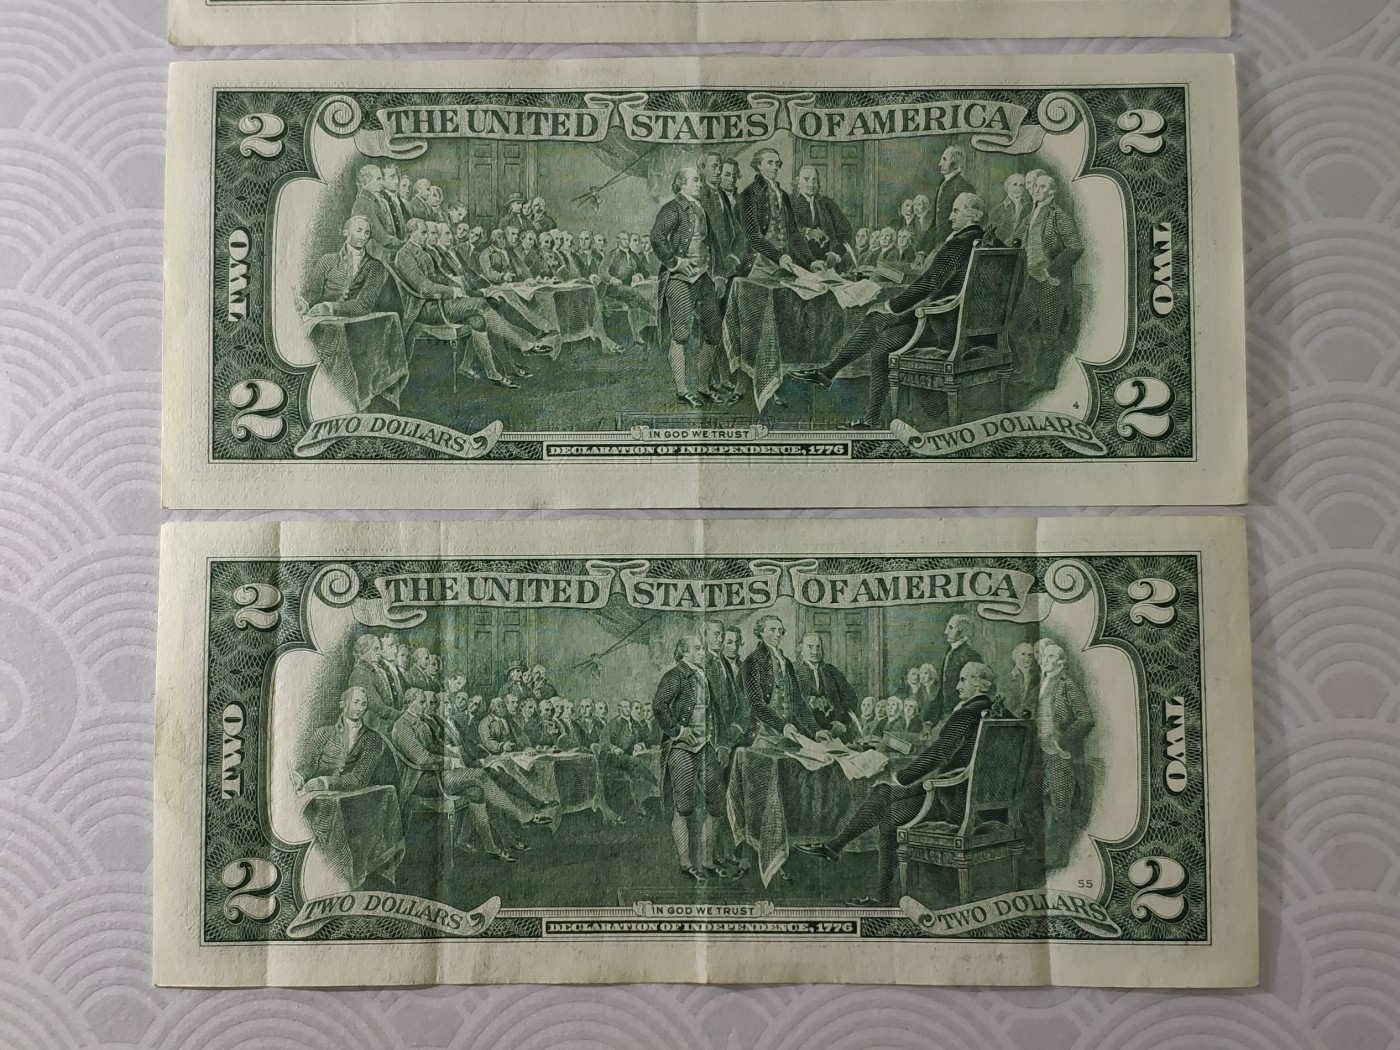 THE UNITED STATES OF AMERICA
2 2
TWO TWO
4
2 2
TWO DOLLARS IN GOD WE TRUST TWO DOLLARS
DECLARATION OF INDEPENDENCE, 1776
THE UNITED STATES OF AMERICA
2 2
TWO TWO
55
2 2
TWO DOLLARS IN GOD WE TRUST TWO DOLLARS
DECLARATION OF INDEPENDENCE, 1776